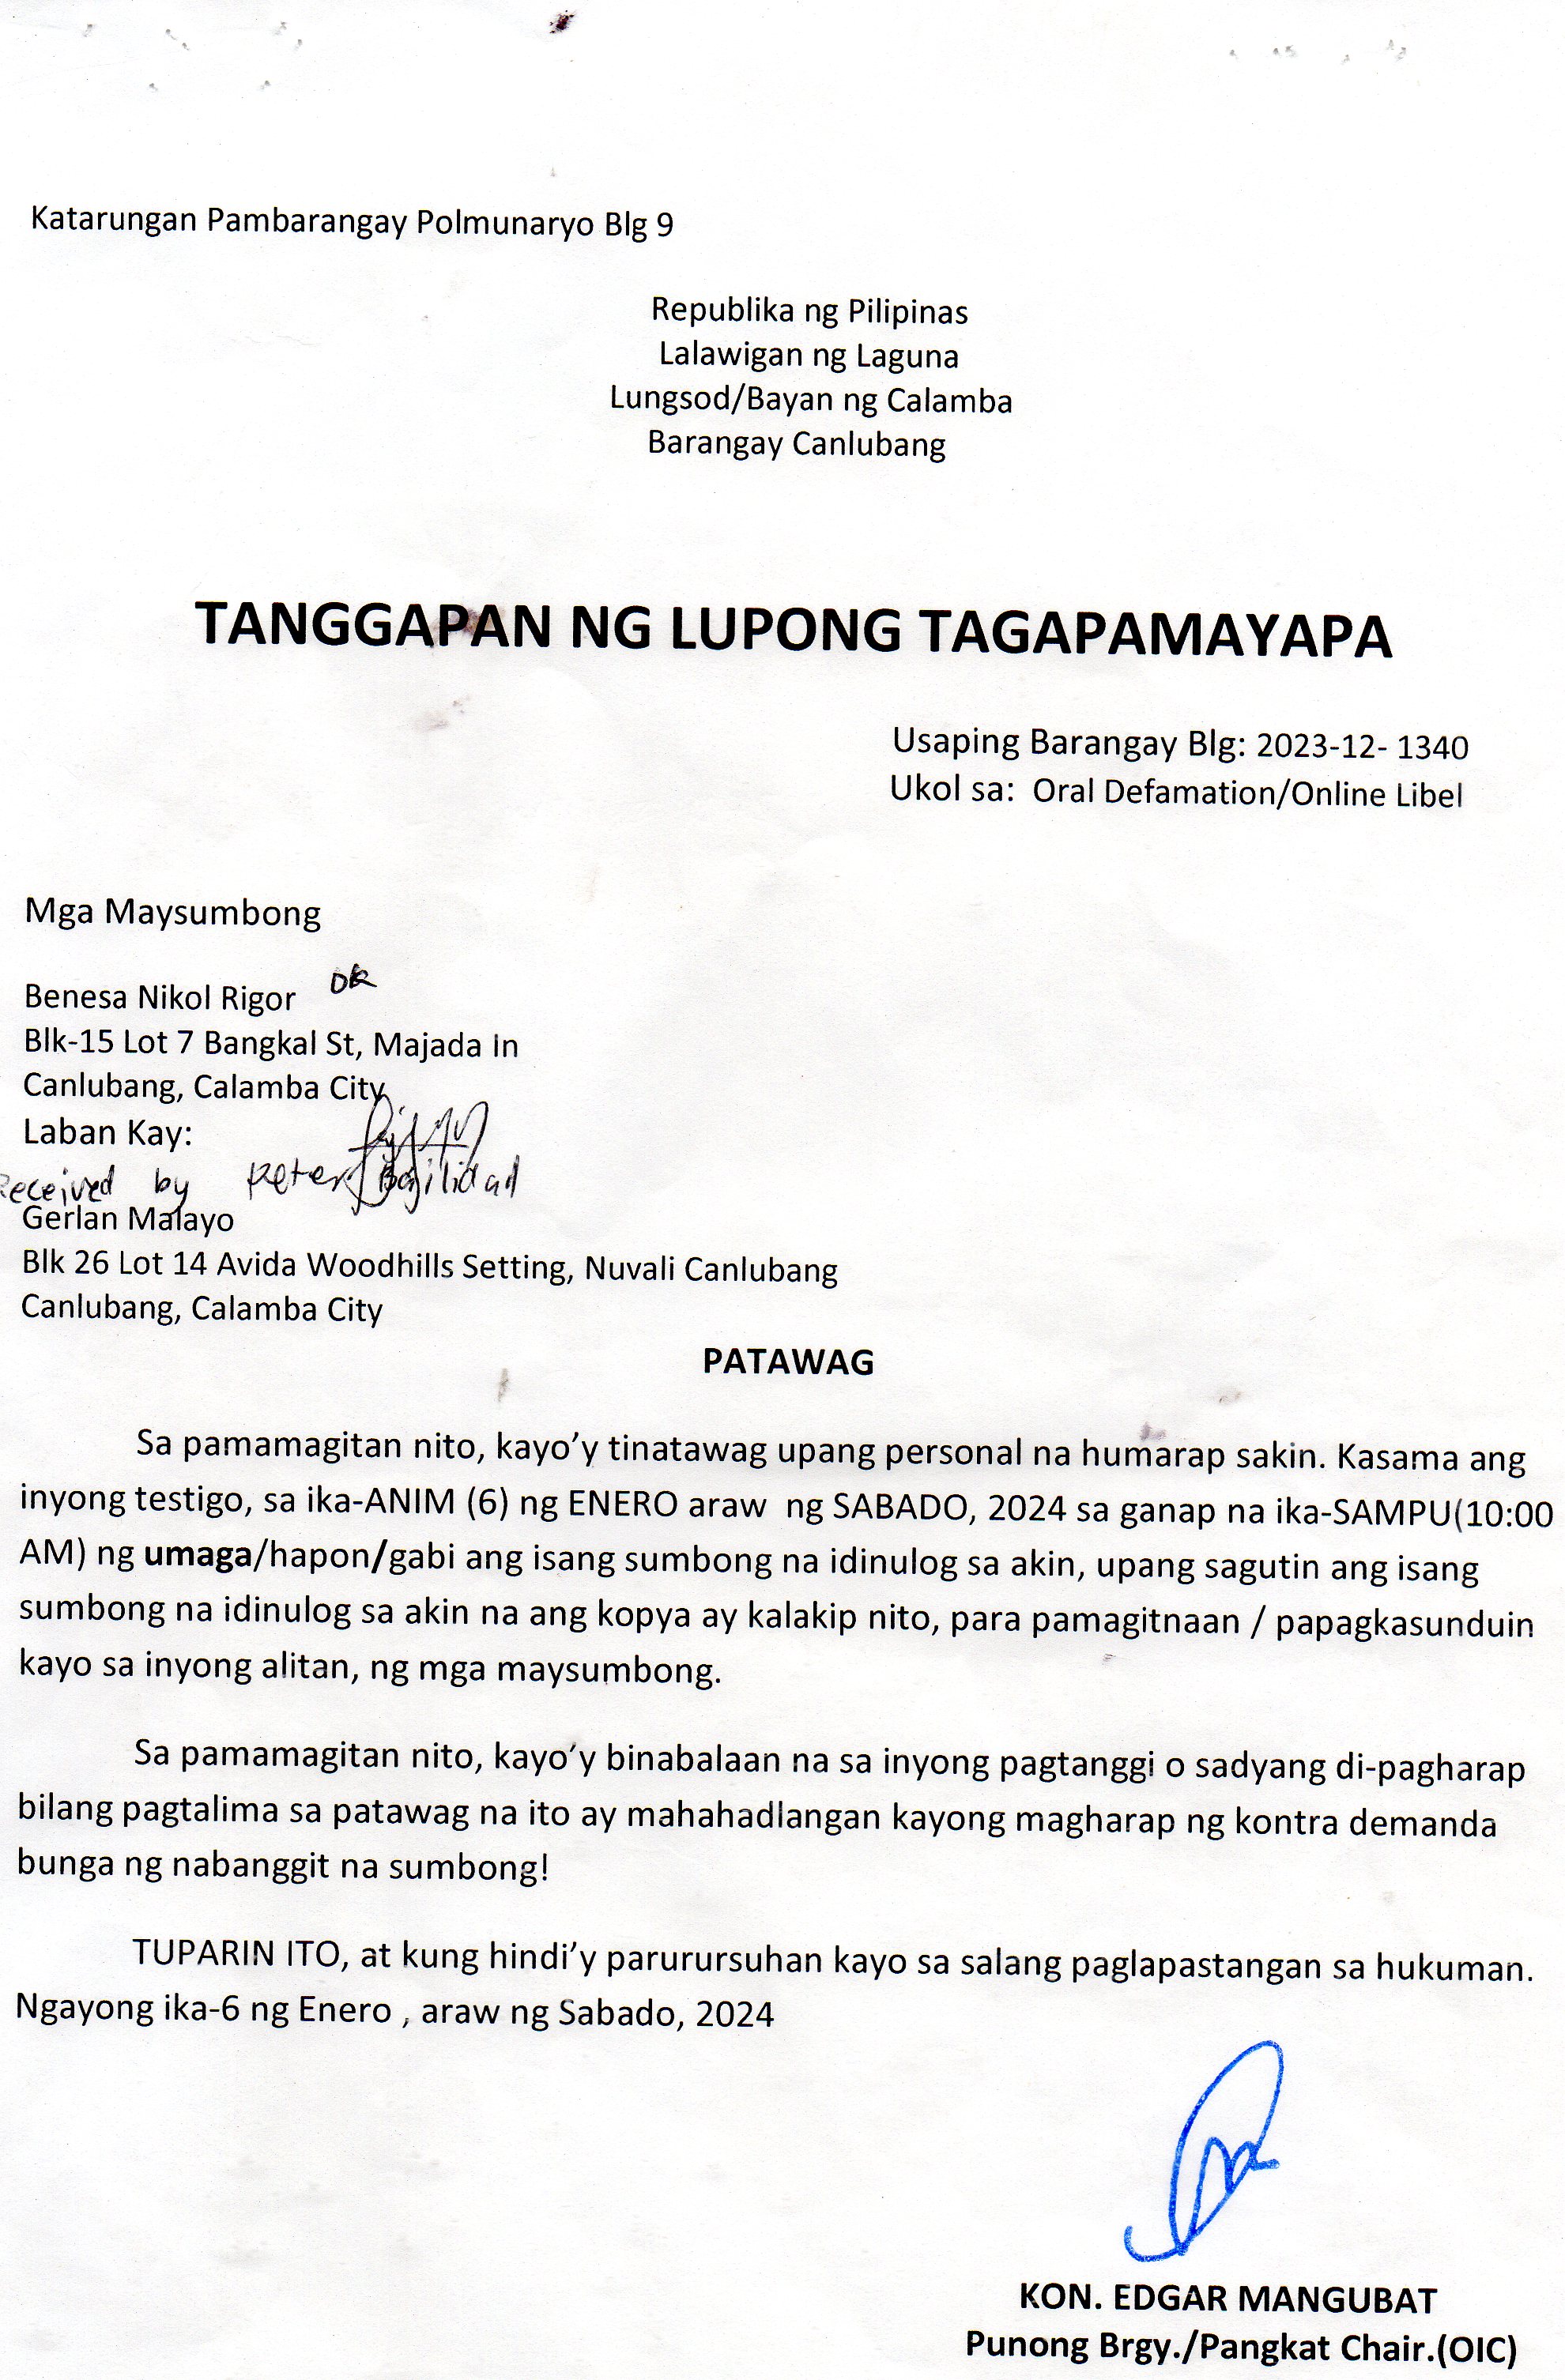 Katarungan Pambarangay Polmunaryo Blg 9
Republika ng Pilipinas
Lalawigan ng Laguna
Lungsod/Bayan ng Calamba
Barangay Canlubang
TANGGAPAN NG LUPONG TAGAPAMAYAPA
Usaping Barangay Blg: 2023-12- 1340
Ukol sa: Oral Defamation/Online Libel
Mga Maysumbong
Benesa Nikol Rigor OK
Blk-15 Lot 7 Bangkal St, Majada In
Canlubang, Calamba City
Laban Kay:
Received by Peter
Gerlan Malayo
Blk 26 Lot 14 Avida Woodhills Setting, Nuvali Canlubang
Canlubang, Calamba City
PATAWAG
Sa pamamagitan nito, kayo’y tinatawag upang personal na humarap sakin. Kasama ang
inyong testigo, sa ika-ANIM (6) ng ENERO araw ng SABADO, 2024 sa ganap na ika-SAMPU(10:00
AM) ng umaga/hapon/gabi ang isang sumbong na idinulog sa akin, upang sagutin ang isang
sumbong na idinulog sa akin na ang kopya ay kalakip nito, para pamagitnaan / papagkasunduin
kayo sa inyong alitan, ng mga maysumbong.
Sa pamamagitan nito, kayo’y binabalaan na sa inyong pagtanggi o sadyang di-pagharap
bilang pagtalima sa patawag na ito ay mahahadlangan kayong magharap ng kontra demanda
bunga ng nabanggit na sumbong!
TUPARIN ITO, at kung hindi’y parurursuhan kayo sa salang paglapastangan sa hukuman.
Ngayong ika-6 ng Enero , araw ng Sabado, 2024
KON. EDGAR MANGUBAT
Punong Brgy./Pangkat Chair.(OIC)